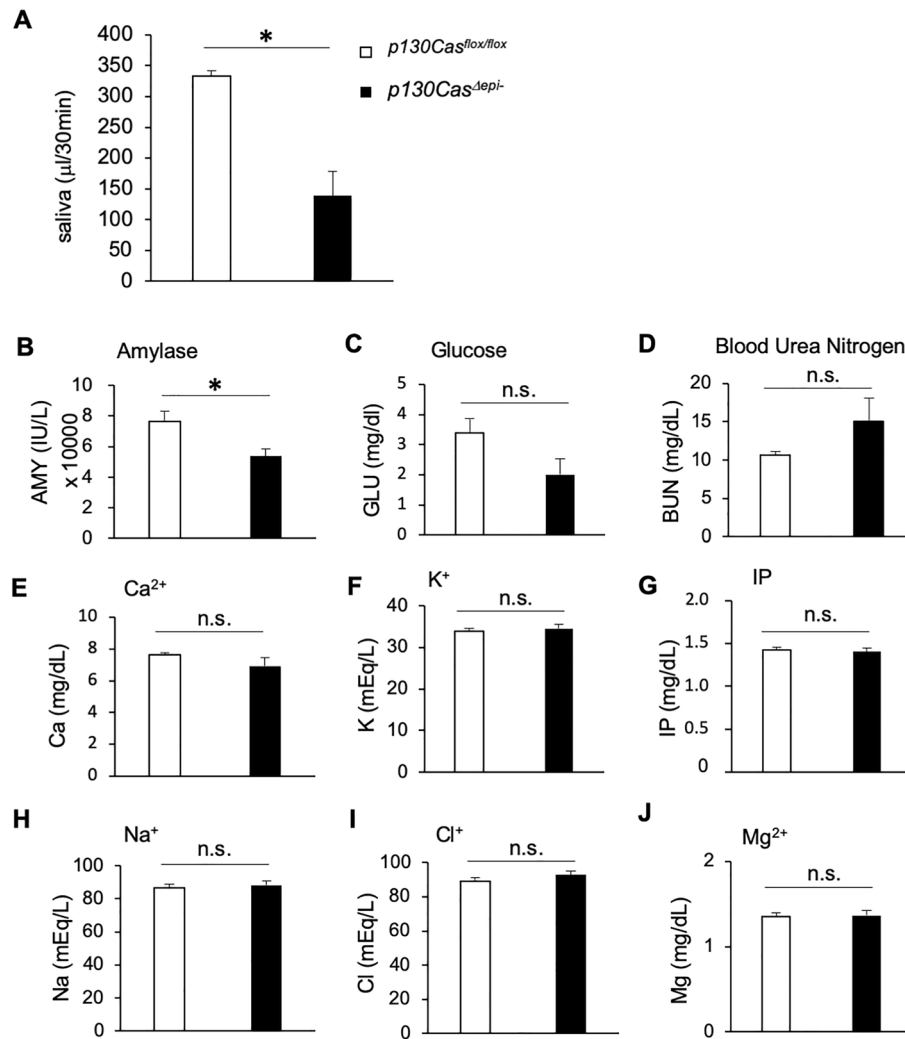 A
*
p130Cas^flox/flox
p130Cas^Δepi-
saliva (μl/30min)
400
350
300
250
200
150
100
50
0
B
Amylase
*
AMY (IU/L)
x 10000
10
8
6
4
2
0
C
Glucose
n.s.
GLU (mg/dl)
5
4
3
2
1
0
D
Blood Urea Nitrogen
n.s.
BUN (mg/dL)
20
15
10
5
0
E
Ca²⁺
n.s.
Ca (mg/dL)
10
8
6
4
2
0
F
K⁺
n.s.
K (mEq/L)
40
30
20
10
0
G
IP
n.s.
IP (mg/dL)
2.0
1.5
1.0
0.5
0
H
Na⁺
n.s.
Na (mEq/L)
100
80
60
40
20
0
I
Cl⁺
n.s.
Cl (mEq/L)
100
80
60
40
20
0
J
Mg²⁺
n.s.
Mg (mg/dL)
2
1
0